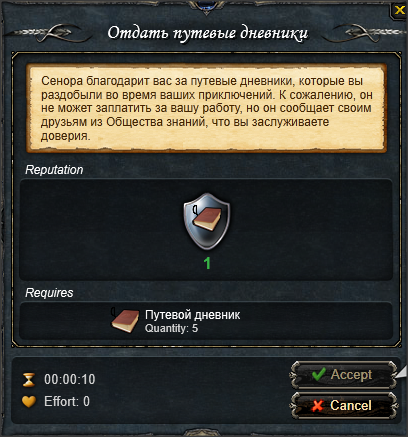 Отдать путевые дневники
Сенора благодарит вас за путевые дневники, которые вы
раздобыли во время ваших приключений. К сожалению, он
не может заплатить за вашу работу, но он сообщает своим
друзьям из Общества знаний, что вы заслуживаете
доверия.
Reputation
1
Requires
Путевой дневник
Quantity: 5
00:00:10
Effort: 0
Accept
Cancel